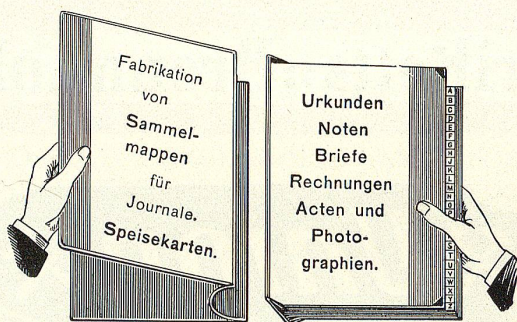 Fabrikation
von
Sammel-
mappen
für
Journale.
Speisekarten.
Urkunden
Noten
Briefe
Rechnungen
Acten und
Photo-
graphien.
A
B
C
D
E
F
G
H
J
K
L
M
N
O
P
S
T
U
V
W
X
Y
Z